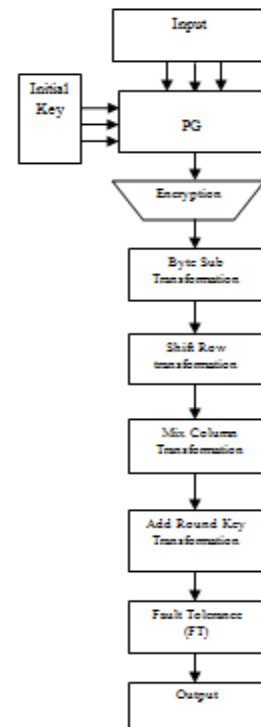 Input
Initial
Key
PG
Encryption
Byte Sub
Transformation
Shift Row
transformation
Mix Column
Transformation
Add Round Key
Transformation
Fault Tolerance
(FT)
Output